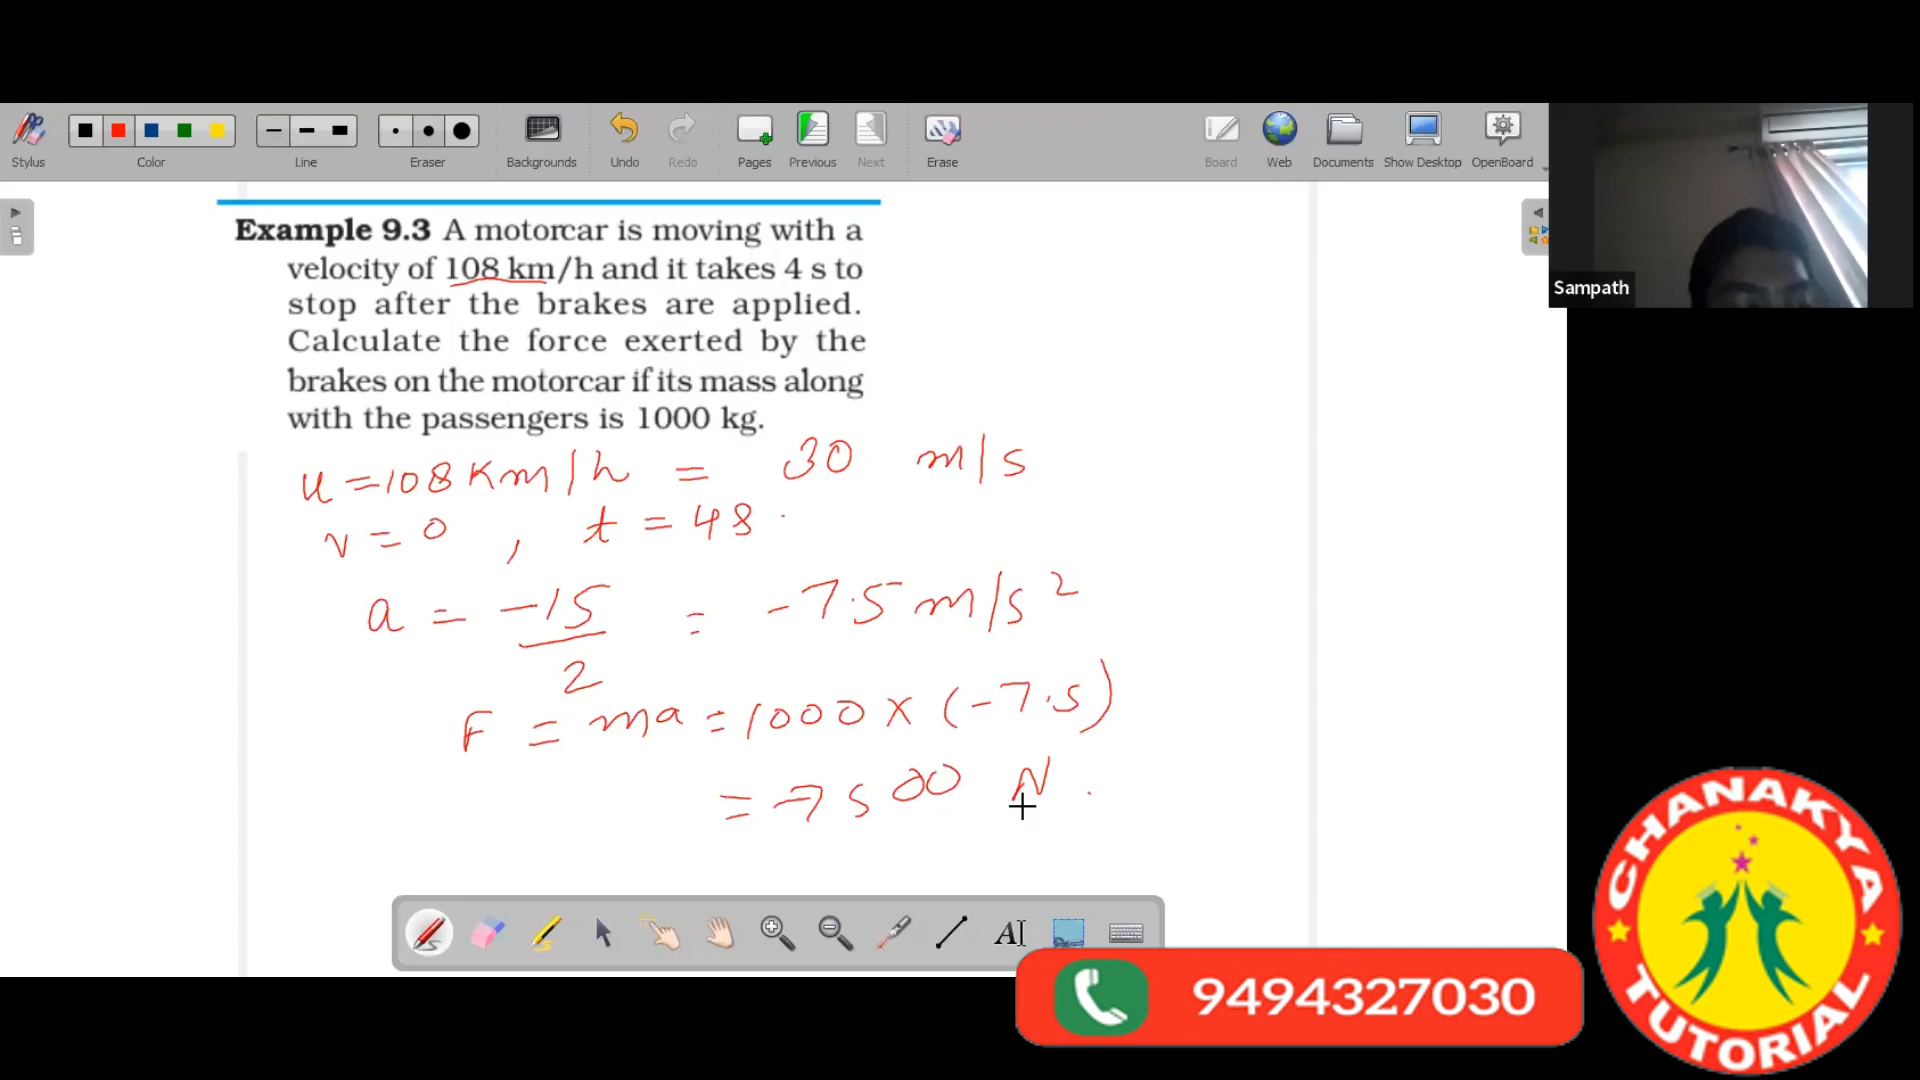 Stylus
Color
Line
Eraser
Backgrounds
Undo
Redo
Pages
Previous
Next
Erase
Board
Web
Documents
Show Desktop
OpenBoard
Sampath
Example 9.3 A motorcar is moving with a
velocity of 108 km/h and it takes 4 s to
stop after the brakes are applied.
Calculate the force exerted by the
brakes on the motorcar if its mass along
with the passengers is 1000 kg.
u = 108 Km/h = 30 m/s
v = 0 , t = 4s.
a = -15/2 = -7.5 m/s²
F = ma = 1000 × (-7.5)
= -7500 N.
9494327030
CHANAKYA
TUTORIAL